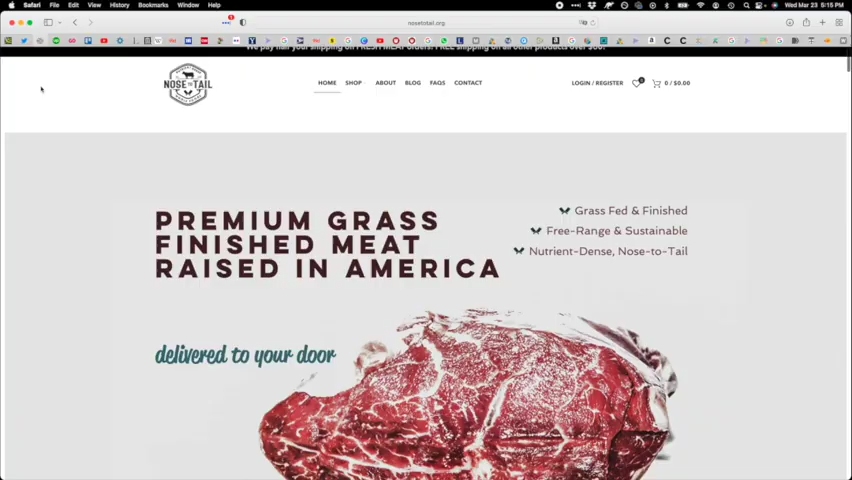 Safari File Edit View History Bookmarks Window Help
Wed Mar 23 9:15 PM
nosetotail.org
We pay half your shipping on FRESH MEAT orders. FREE shipping on all other products over
NOSE TO TAIL
HOME SHOP ABOUT BLOG FAQS CONTACT
LOGIN / REGISTER 0 0 / $0.00
PREMIUM GRASS
FINISHED MEAT
RAISED IN AMERICA
Grass Fed & Finished
Free-Range & Sustainable
Nutrient-Dense, Nose-to-Tail
delivered to your door